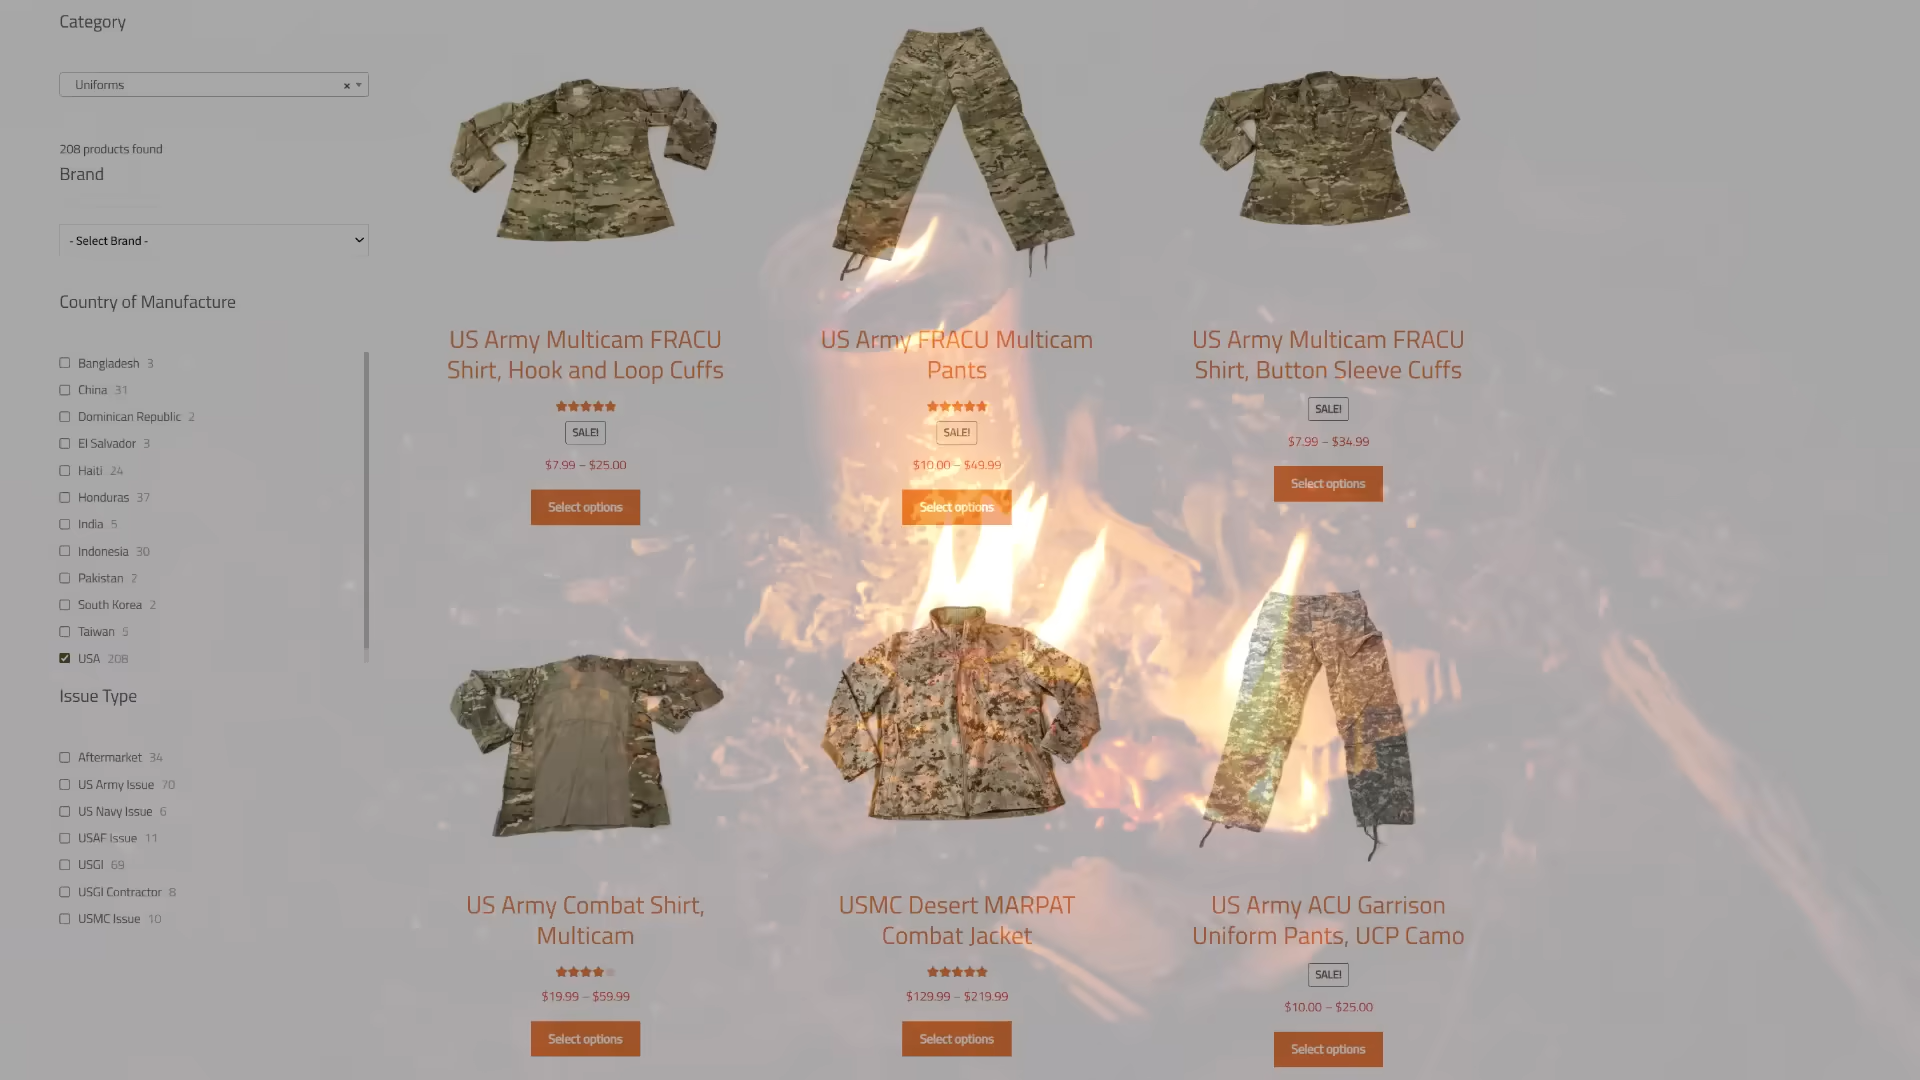 Category
Uniforms
208 products found
Brand
- Select Brand -
Country of Manufacture
Bangladesh 3
China 31
Dominican Republic 2
El Salvador 3
Haiti 24
Honduras 37
India 5
Indonesia 30
Pakistan 2
South Korea 2
Taiwan 5
USA 208
Issue Type
Aftermarket 34
US Army Issue 70
US Navy Issue 6
USAF Issue 11
USGI 69
USGI Contractor 8
USMC Issue 10
US Army Multicam FRACU
Shirt, Hook and Loop Cuffs
SALE!
$7.99 – $25.00
Select options
US Army FRACU Multicam
Pants
SALE!
$10.00 – $49.99
Select options
US Army Multicam FRACU
Shirt, Button Sleeve Cuffs
SALE!
$7.99 – $34.99
Select options
US Army Combat Shirt,
Multicam
$19.99 – $59.99
Select options
USMC Desert MARPAT
Combat Jacket
$129.99 – $219.99
Select options
US Army ACU Garrison
Uniform Pants, UCP Camo
SALE!
$10.00 – $25.00
Select options